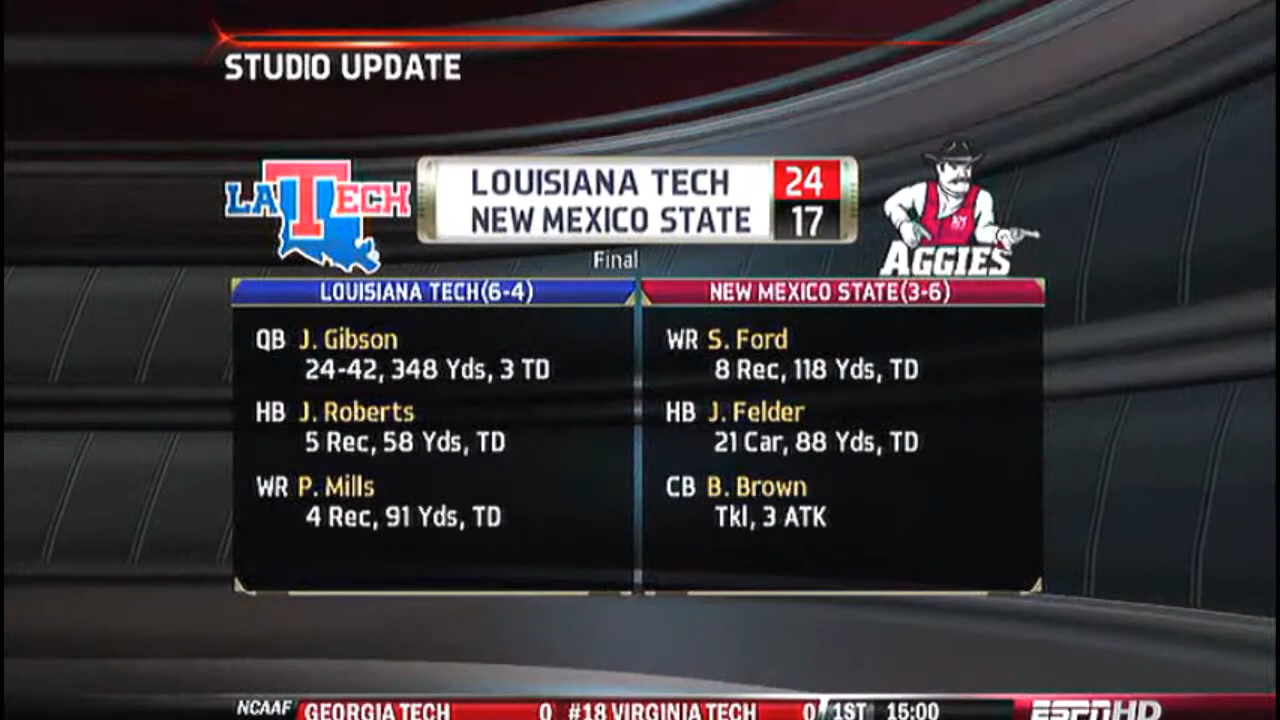 STUDIO UPDATE
LA TECH
LOUISIANA TECH 24
NEW MEXICO STATE 17
AGGIES
Final
LOUISIANA TECH(6-4)
NEW MEXICO STATE(3-6)
QB J. Gibson
24-42, 348 Yds, 3 TD
HB J. Roberts
5 Rec, 58 Yds, TD
WR P. Mills
4 Rec, 91 Yds, TD
WR S. Ford
8 Rec, 118 Yds, TD
HB J. Felder
21 Car, 88 Yds, TD
CB B. Brown
Tkl, 3 ATK
NCAAF GEORGIA TECH 0 #18 VIRGINIA TECH 0 1ST 15:00 ESPN HD